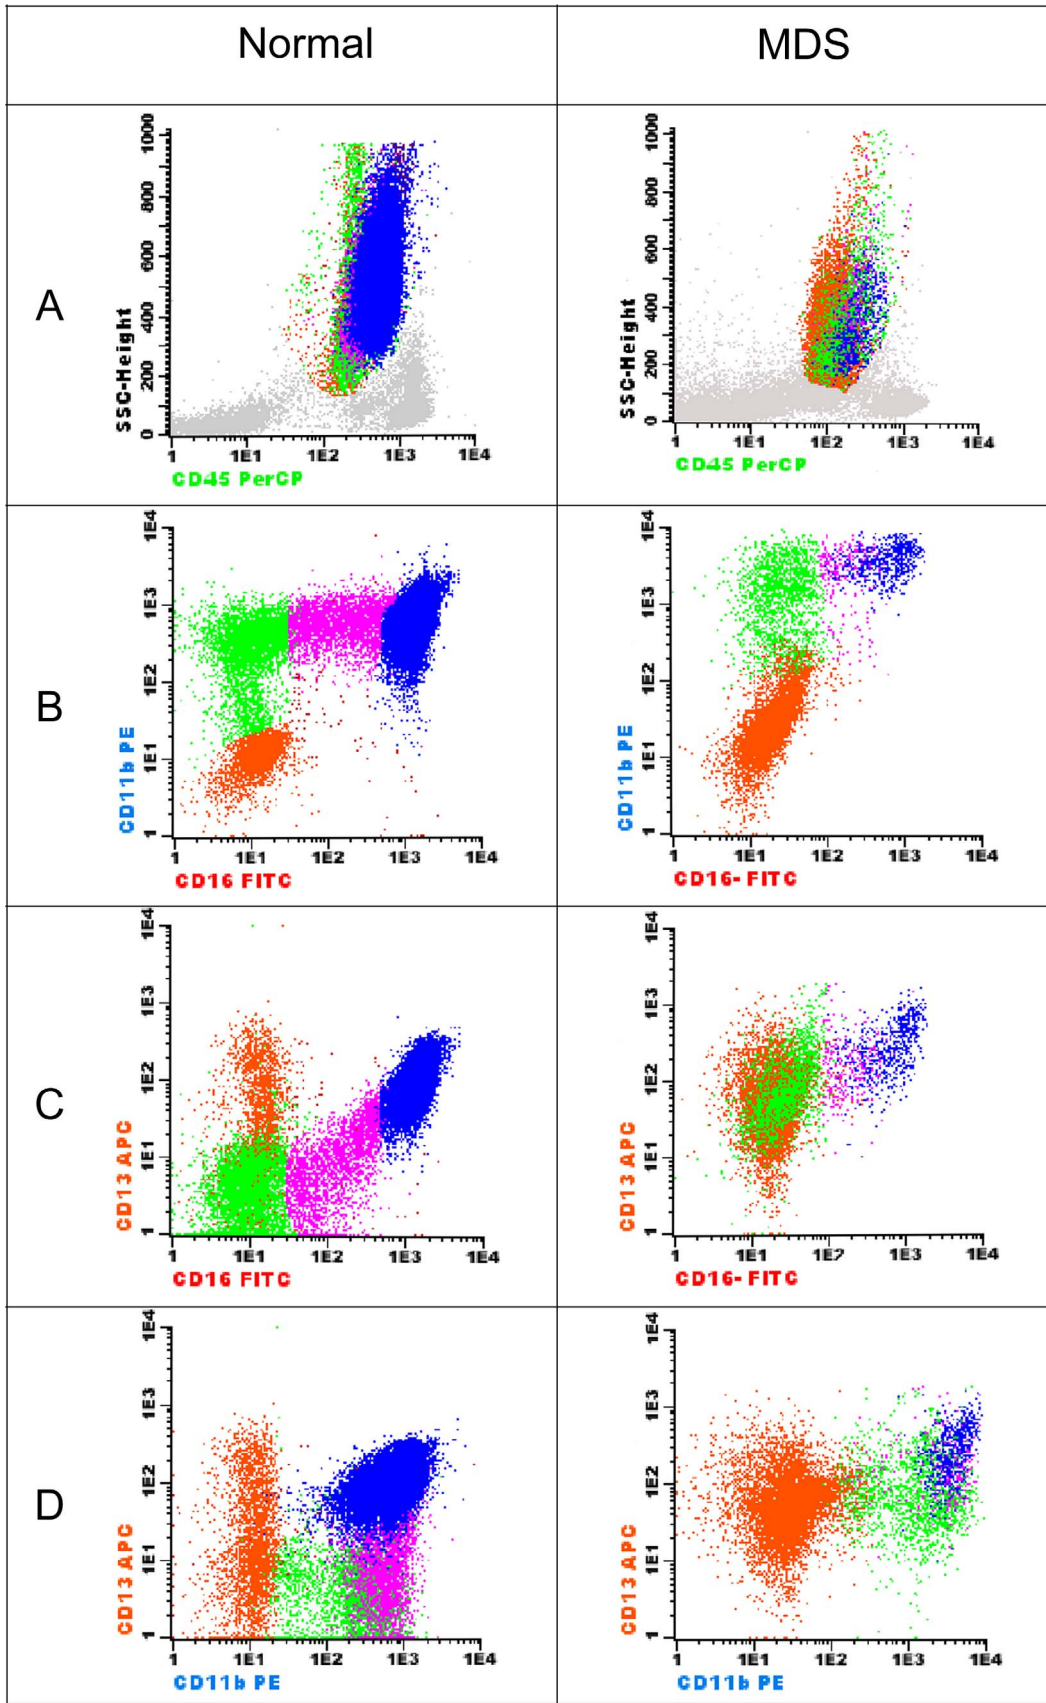 Normal
MDS
A
1000
800
600
400
200
0
SSC-Height
1
1E1
1E2
1E3
1E4
CD45 PerCP
1000
800
600
400
200
0
SSC-Height
1
1E1
1E2
1E3
1E4
CD45 PerCP
B
1E4
1E3
1E2
1E1
1
CD11b PE
1
1E1
1E2
1E3
1E4
CD16 FITC
1E4
1E3
1E2
1E1
1
CD11b PE
1
1E1
1E2
1E3
1E4
CD16- FITC
C
1E4
1E3
1E2
1E1
1
CD13 APC
1
1E1
1E2
1E3
1E4
CD16 FITC
1E4
1E3
1E2
1E1
1
CD13 APC
1
1E1
1E2
1E3
1E4
CD16- FITC
D
1E4
1E3
1E2
1E1
1
CD13 APC
1
1E1
1E2
1E3
1E4
CD11b PE
1E4
1E3
1E2
1E1
1
CD13 APC
1
1E1
1E2
1E3
1E4
CD11b PE